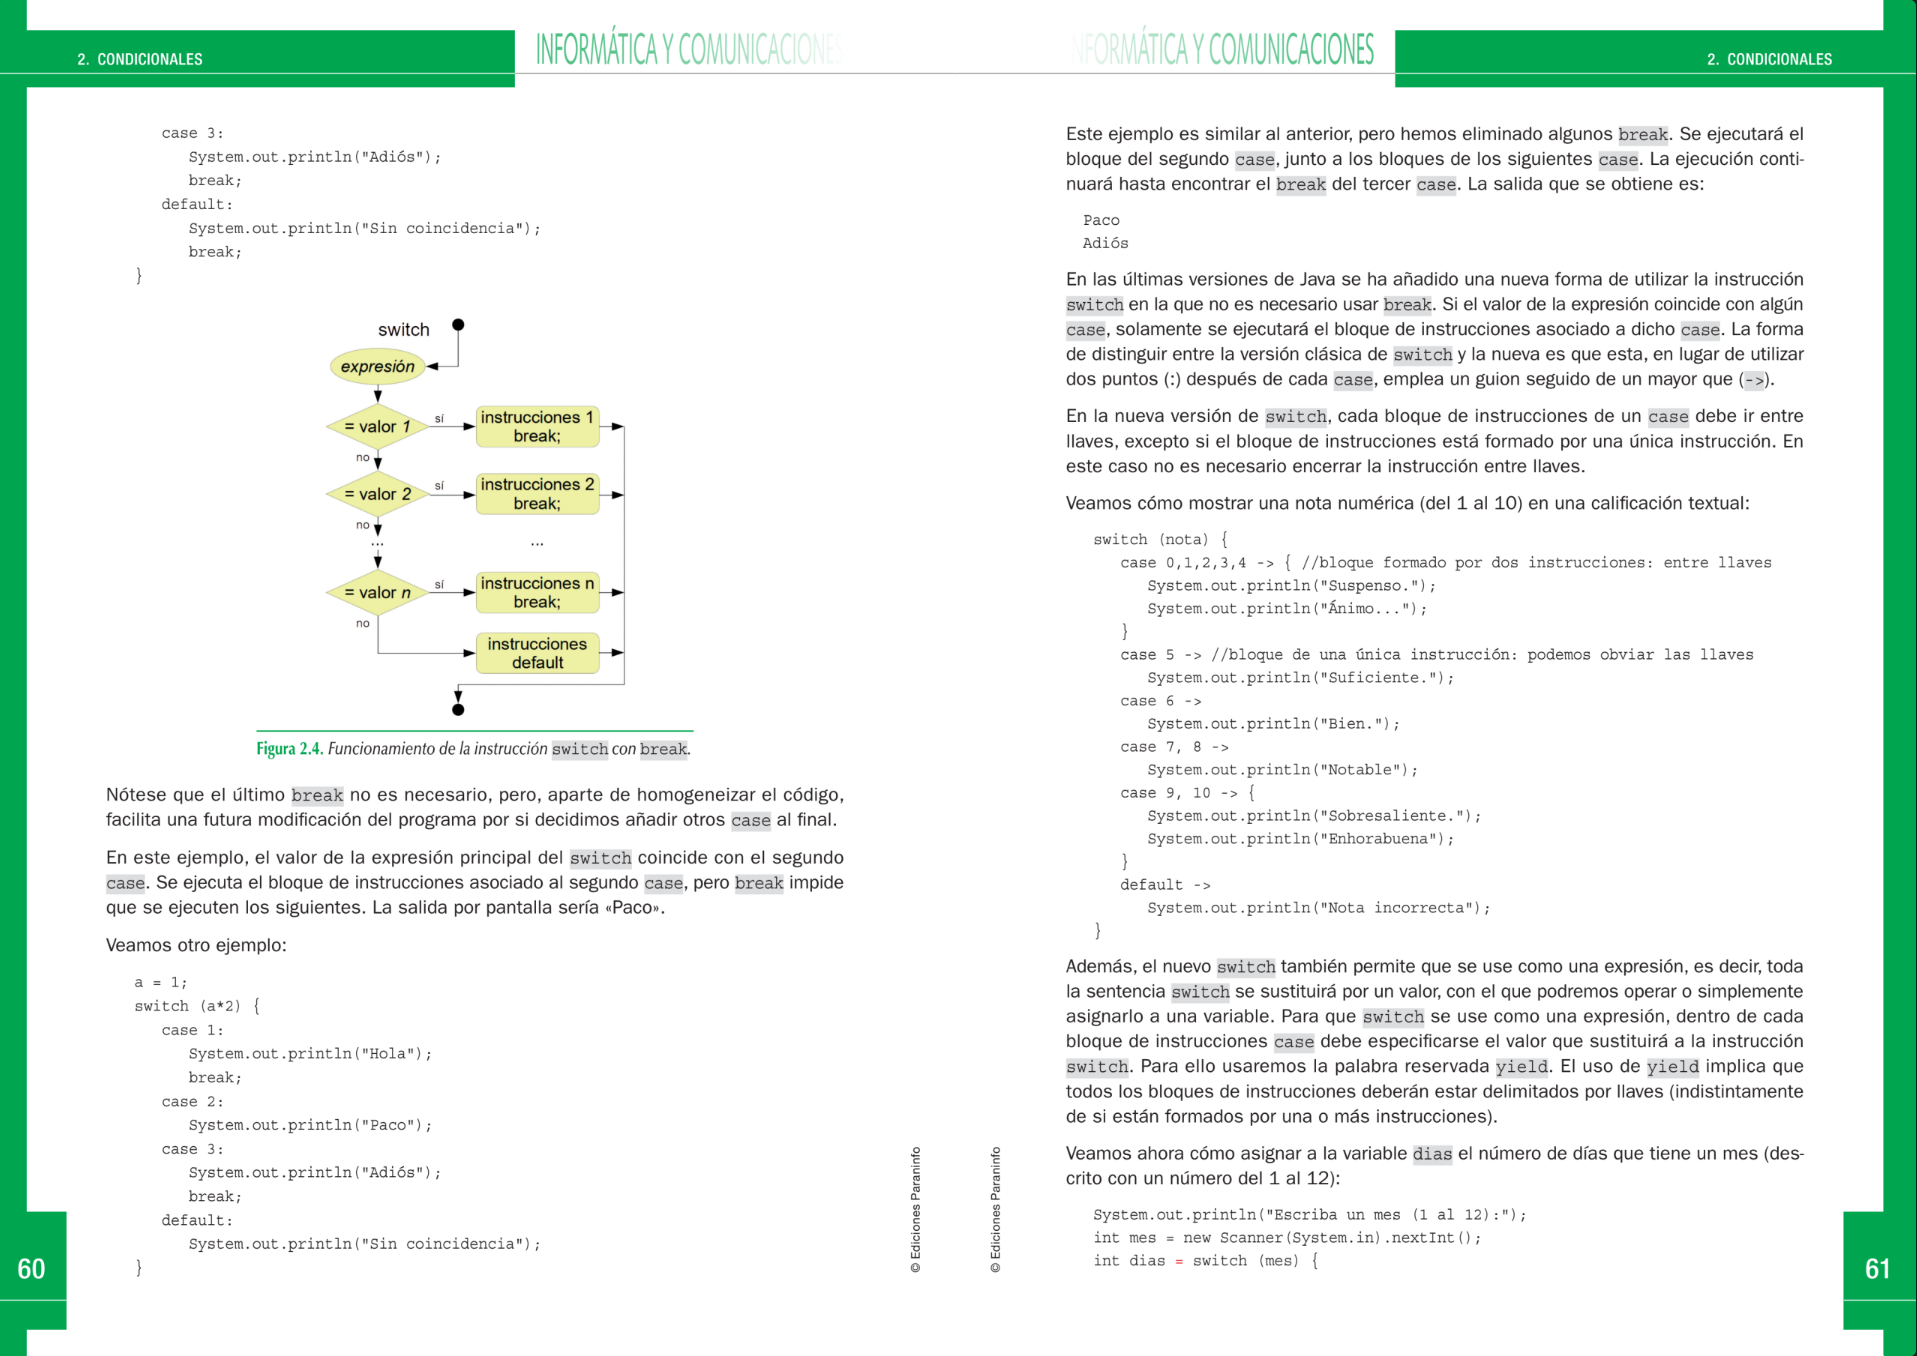 2. CONDICIONALES
INFORMÁTICA Y COMUNICACIONES
case 3:
System.out.println("Adiós");
break;
default:
System.out.println("Sin coincidencia");
break;
}
switch
expresión
= valor 1
sí
instrucciones 1
break;
no
= valor 2
sí
instrucciones 2
break;
no
...
...
= valor n
sí
instrucciones n
break;
no
instrucciones
default
Figura 2.4. Funcionamiento de la instrucción switch con break.
Nótese que el último break no es necesario, pero, aparte de homogeneizar el código,
facilita una futura modificación del programa por si decidimos añadir otros case al final.
En este ejemplo, el valor de la expresión principal del switch coincide con el segundo
case. Se ejecuta el bloque de instrucciones asociado al segundo case, pero break impide
que se ejecuten los siguientes. La salida por pantalla sería «Paco».
Veamos otro ejemplo:
a = 1;
switch (a*2) {
case 1:
System.out.println("Hola");
break;
case 2:
System.out.println("Paco");
case 3:
System.out.println("Adiós");
break;
default:
System.out.println("Sin coincidencia");
}
© Ediciones Paraninfo
60
INFORMÁTICA Y COMUNICACIONES
2. CONDICIONALES
Este ejemplo es similar al anterior, pero hemos eliminado algunos break. Se ejecutará el
bloque del segundo case, junto a los bloques de los siguientes case. La ejecución conti-
nuará hasta encontrar el break del tercer case. La salida que se obtiene es:
Paco
Adiós
En las últimas versiones de Java se ha añadido una nueva forma de utilizar la instrucción
switch en la que no es necesario usar break. Si el valor de la expresión coincide con algún
case, solamente se ejecutará el bloque de instrucciones asociado a dicho case. La forma
de distinguir entre la versión clásica de switch y la nueva es que esta, en lugar de utilizar
dos puntos (:) después de cada case, emplea un guion seguido de un mayor que (->).
En la nueva versión de switch, cada bloque de instrucciones de un case debe ir entre
llaves, excepto si el bloque de instrucciones está formado por una única instrucción. En
este caso no es necesario encerrar la instrucción entre llaves.
Veamos cómo mostrar una nota numérica (del 1 al 10) en una calificación textual:
switch (nota) {
case 0,1,2,3,4 -> { //bloque formado por dos instrucciones: entre llaves
System.out.println("Suspenso.");
System.out.println("Ánimo...");
}
case 5 -> //bloque de una única instrucción: podemos obviar las llaves
System.out.println("Suficiente.");
case 6 ->
System.out.println("Bien.");
case 7, 8 ->
System.out.println("Notable");
case 9, 10 -> {
System.out.println("Sobresaliente.");
System.out.println("Enhorabuena");
}
default ->
System.out.println("Nota incorrecta");
}
Además, el nuevo switch también permite que se use como una expresión, es decir, toda
la sentencia switch se sustituirá por un valor, con el que podremos operar o simplemente
asignarlo a una variable. Para que switch se use como una expresión, dentro de cada
bloque de instrucciones case debe especificarse el valor que sustituirá a la instrucción
switch. Para ello usaremos la palabra reservada yield. El uso de yield implica que
todos los bloques de instrucciones deberán estar delimitados por llaves (indistintamente
de si están formados por una o más instrucciones).
Veamos ahora cómo asignar a la variable dias el número de días que tiene un mes (des-
crito con un número del 1 al 12):
System.out.println("Escriba un mes (1 al 12):");
int mes = new Scanner(System.in).nextInt();
int dias = switch (mes) {
© Ediciones Paraninfo
61